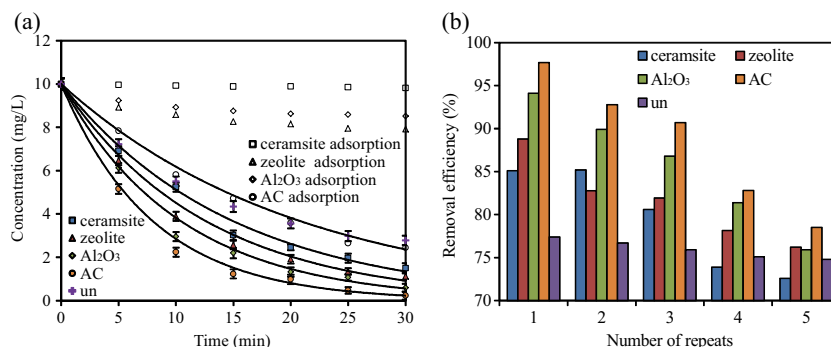 (a)
12
10
8
6
4
2
0
Concentration (mg/L)
ceramsite adsorption
zeolite adsorption
Al2O3 adsorption
AC adsorption
ceramsite
zeolite
Al2O3
AC
un
0 5 10 15 20 25 30
Time (min)
(b)
100
95
90
85
80
75
70
Removal efficiency (%)
ceramsite zeolite
Al2O3 AC
un
1 2 3 4 5
Number of repeats